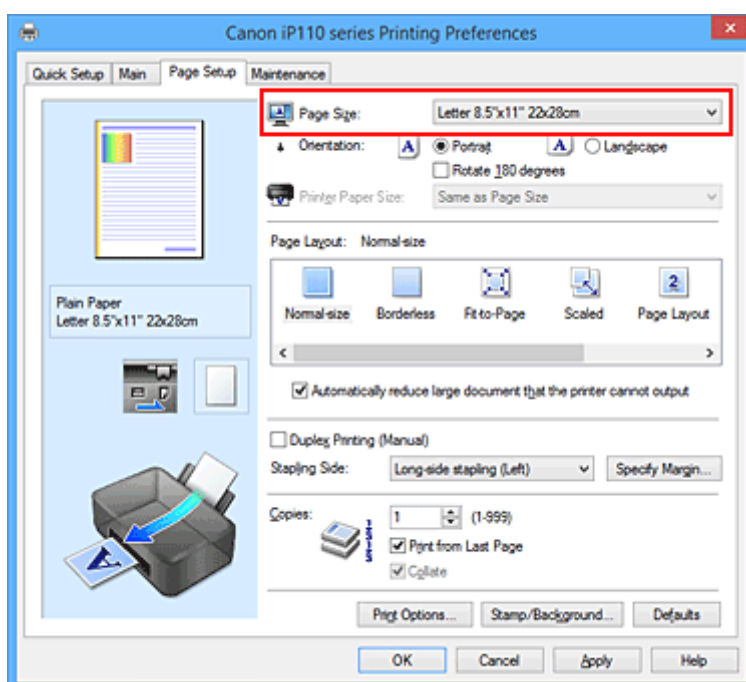 Canon iP110 series Printing Preferences
Quick Setup Main Page Setup Maintenance
Page Size: Letter 8.5"x11" 22x28cm
Orientation: A Portrait A Landscape
Rotate 180 degrees
Printer Paper Size: Same as Page Size
Page Layout: Normal-size
2
Normal-size Borderless Fit-to-Page Scaled Page Layout
Automatically reduce large document that the printer cannot output
Plain Paper
Letter 8.5"x11" 22x28cm
Duplex Printing (Manual)
Stapling Side: Long-side stapling (Left) Specify Margin...
Copies: 1 (1-999)
Print from Last Page
Collate
A
Print Options... Stamp/Background... Defaults
OK Cancel Apply Help